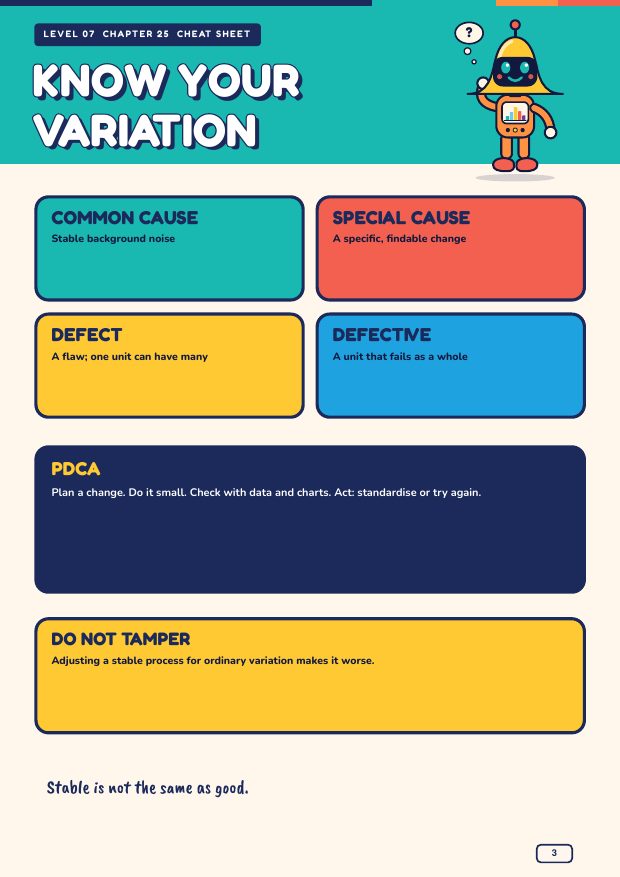 LEVEL 07 CHAPTER 25 CHEAT SHEET
?
KNOW YOUR
VARIATION
COMMON CAUSE
Stable background noise
SPECIAL CAUSE
A specific, findable change
DEFECT
A flaw; one unit can have many
DEFECTIVE
A unit that fails as a whole
PDCA
Plan a change. Do it small. Check with data and charts. Act: standardise or try again.
DO NOT TAMPER
Adjusting a stable process for ordinary variation makes it worse.
Stable is not the same as good.
3